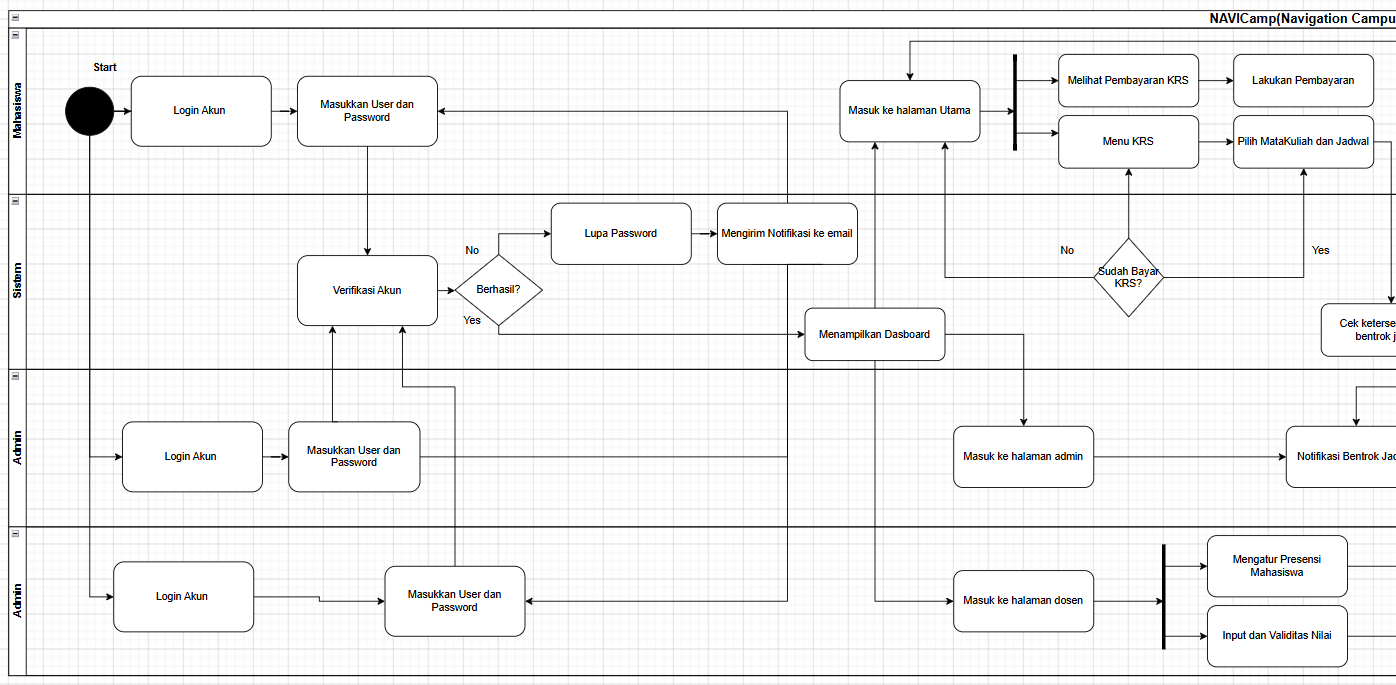 NAVICamp(Navigation Campu
Mahasiswa
Start
Login Akun
Masukkan User dan
Password
Masuk ke halaman Utama
Melihat Pembayaran KRS
Lakukan Pembayaran
Menu KRS
Pilih MataKuliah dan Jadwal
Sistem
Lupa Password
Mengirim Notifikasi ke email
No
Verifikasi Akun
Berhasil?
Yes
Menampilkan Dasboard
No
Sudah Bayar
KRS?
Yes
Cek keterse
bentrok j
Admin
Login Akun
Masukkan User dan
Password
Masuk ke halaman admin
Notifikasi Bentrok Jad
Admin
Login Akun
Masukkan User dan
Password
Masuk ke halaman dosen
Mengatur Presensi
Mahasiswa
Input dan Validitas Nilai